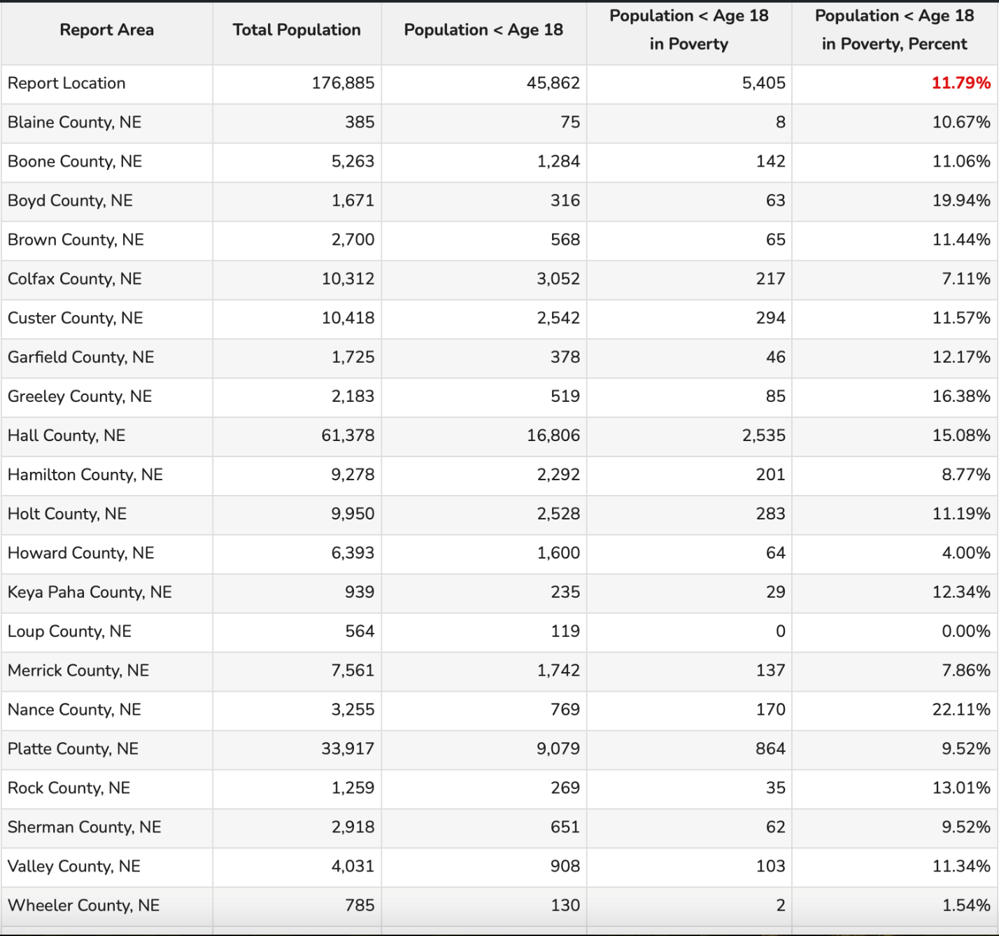 Report Area Total Population Population < Age 18 Population < Age 18 in Poverty Population < Age 18 in Poverty, Percent
Report Location 176,885 45,862 5,405 11.79%
Blaine County, NE 385 75 8 10.67%
Boone County, NE 5,263 1,284 142 11.06%
Boyd County, NE 1,671 316 63 19.94%
Brown County, NE 2,700 568 65 11.44%
Colfax County, NE 10,312 3,052 217 7.11%
Custer County, NE 10,418 2,542 294 11.57%
Garfield County, NE 1,725 378 46 12.17%
Greeley County, NE 2,183 519 85 16.38%
Hall County, NE 61,378 16,806 2,535 15.08%
Hamilton County, NE 9,278 2,292 201 8.77%
Holt County, NE 9,950 2,528 283 11.19%
Howard County, NE 6,393 1,600 64 4.00%
Keya Paha County, NE 939 235 29 12.34%
Loup County, NE 564 119 0 0.00%
Merrick County, NE 7,561 1,742 137 7.86%
Nance County, NE 3,255 769 170 22.11%
Platte County, NE 33,917 9,079 864 9.52%
Rock County, NE 1,259 269 35 13.01%
Sherman County, NE 2,918 651 62 9.52%
Valley County, NE 4,031 908 103 11.34%
Wheeler County, NE 785 130 2 1.54%